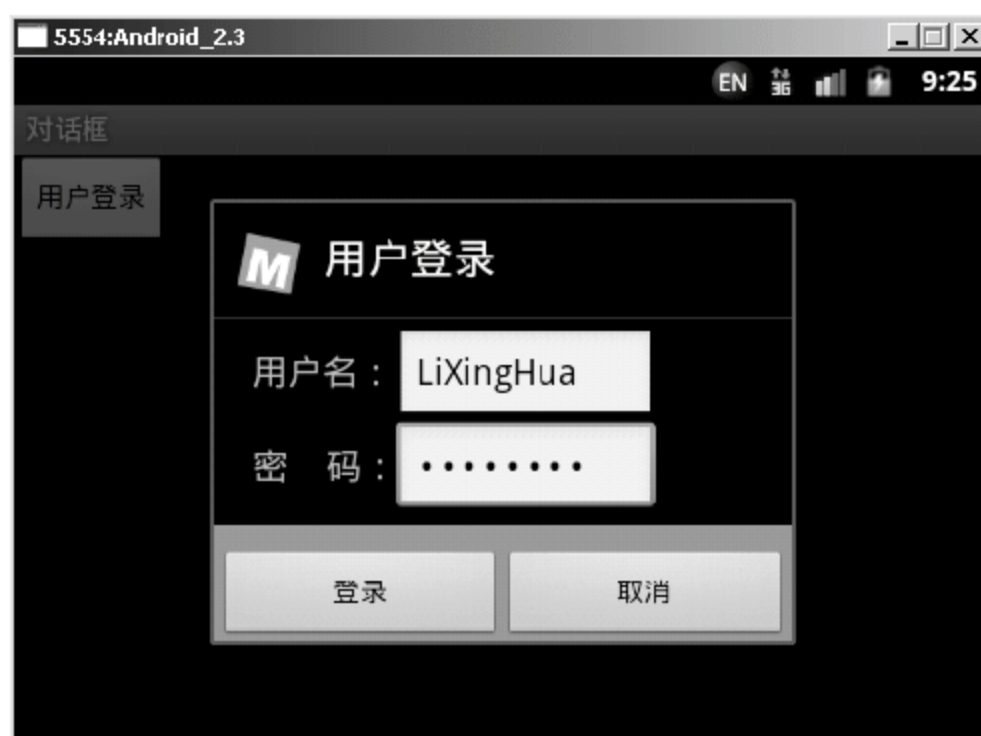 5554:Android_2.3
EN 3G 9:25
对话框
用户登录
M 用户登录
用户名： LiXingHua
密 码： ••••••••
登录 取消